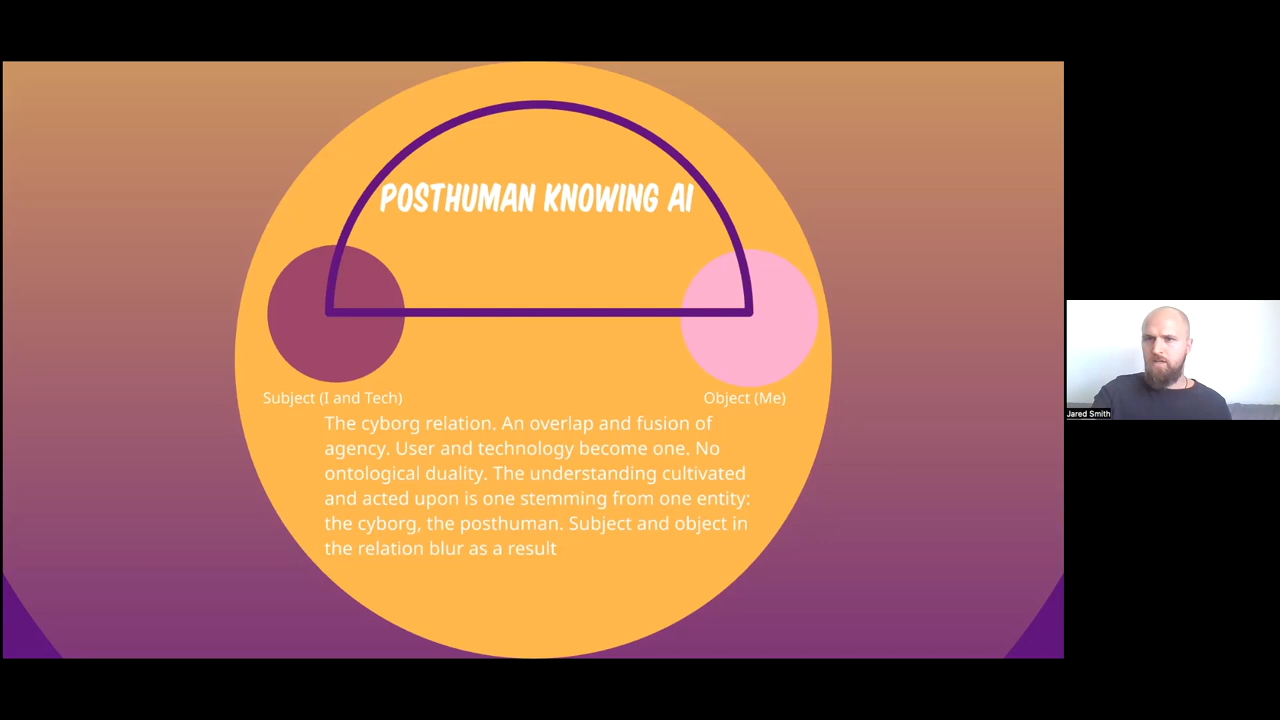 POSTHUMAN KNOWING AI
Subject (I and Tech)
Object (Me)
The cyborg relation. An overlap and fusion of
agency. User and technology become one. No
ontological duality. The understanding cultivated
and acted upon is one stemming from one entity:
the cyborg, the posthuman. Subject and object in
the relation blur as a result
Jared Smith